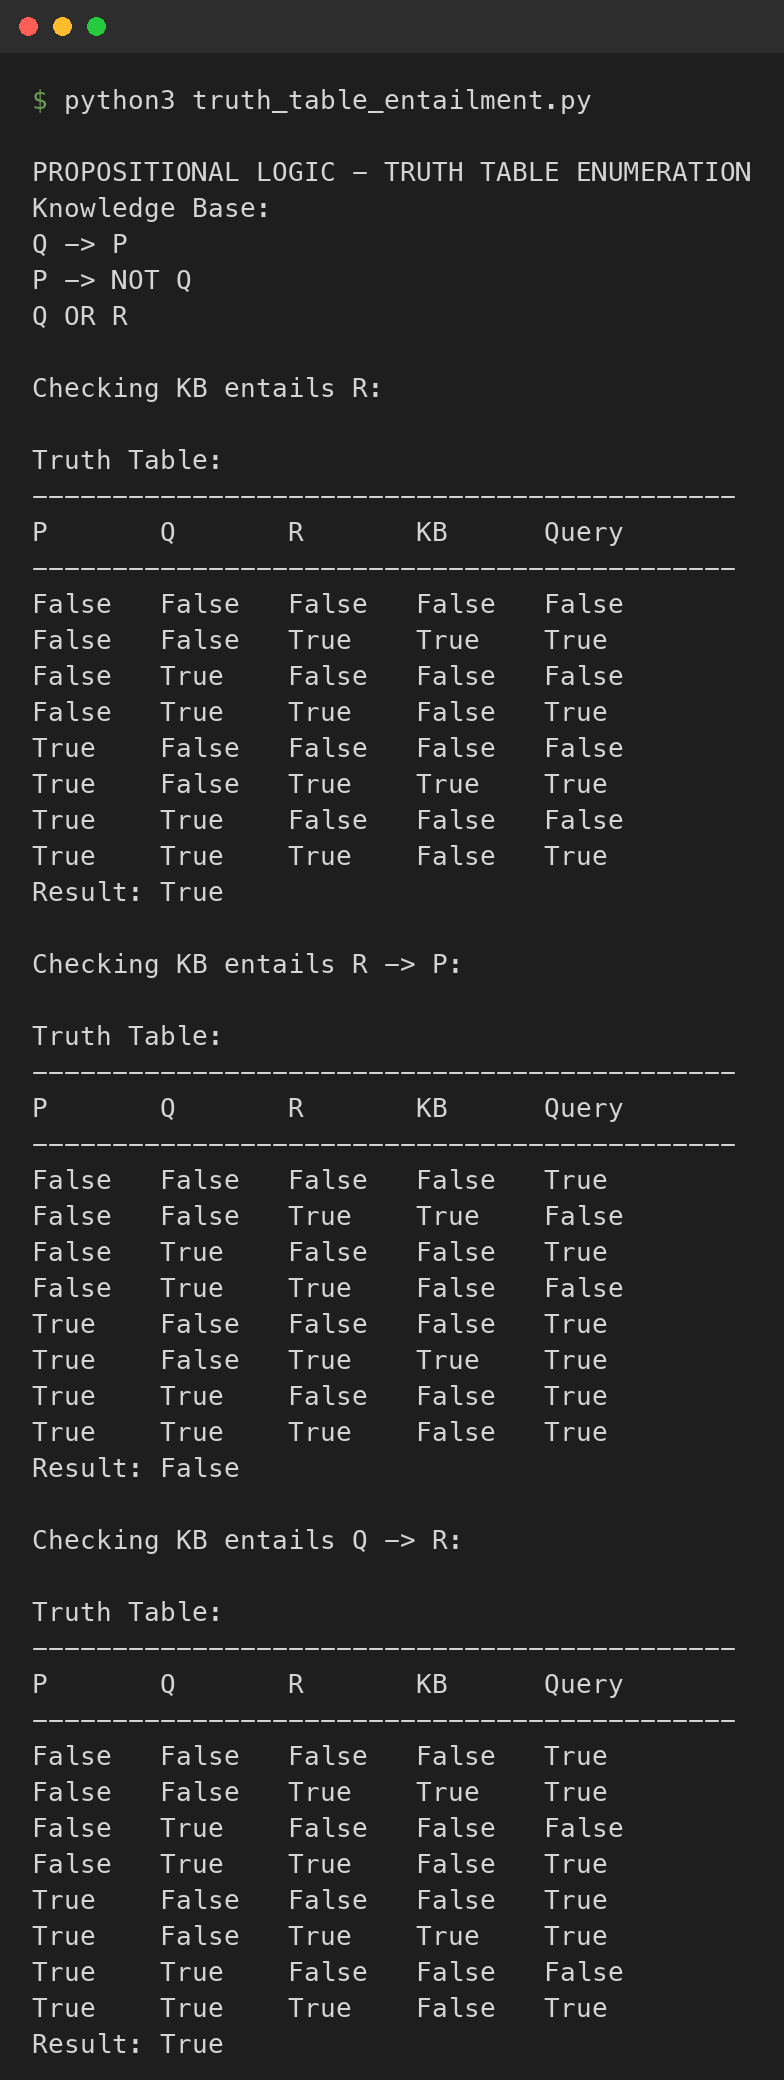 $ python3 truth_table_entailment.py
PROPOSITIONAL LOGIC - TRUTH TABLE ENUMERATION
Knowledge Base:
Q -> P
P -> NOT Q
Q OR R
Checking KB entails R:
Truth Table:
--------------------------------------------
P       Q       R       KB      Query
--------------------------------------------
False   False   False   False   False
False   False   True    True    True
False   True    False   False   False
False   True    True    False   True
True    False   False   False   False
True    False   True    True    True
True    True    False   False   False
True    True    True    False   True
Result: True
Checking KB entails R -> P:
Truth Table:
--------------------------------------------
P       Q       R       KB      Query
--------------------------------------------
False   False   False   False   True
False   False   True    True    False
False   True    False   False   True
False   True    True    False   False
True    False   False   False   True
True    False   True    True    True
True    True    False   False   True
True    True    True    False   True
Result: False
Checking KB entails Q -> R:
Truth Table:
--------------------------------------------
P       Q       R       KB      Query
--------------------------------------------
False   False   False   False   True
False   False   True    True    True
False   True    False   False   False
False   True    True    False   True
True    False   False   False   True
True    False   True    True    True
True    True    False   False   False
True    True    True    False   True
Result: True